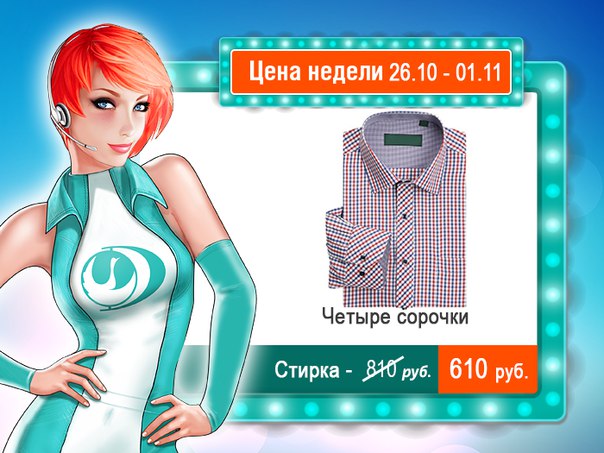 Цена недели 26.10 - 01.11
Четыре сорочки
Стирка - 810 руб. 610 руб.